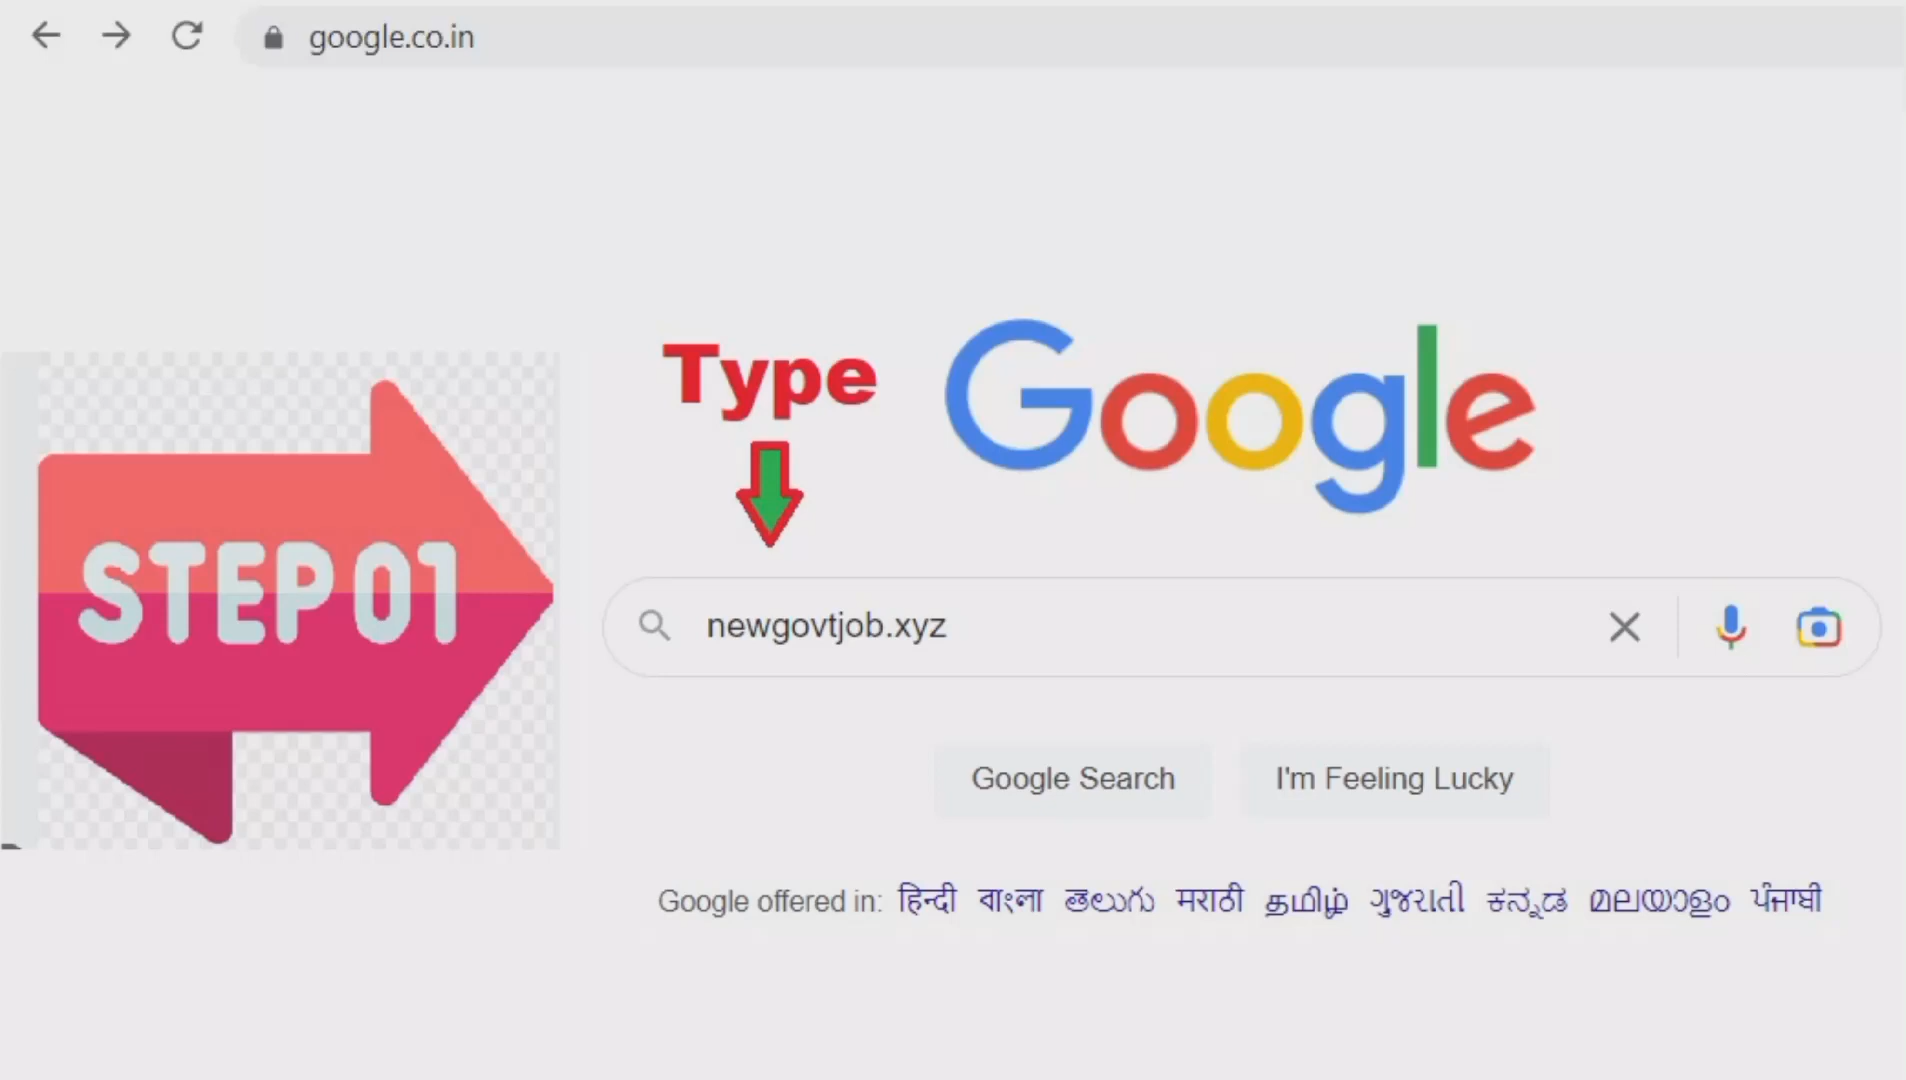 google.co.in
Type
Google
STEP 01
newgovtjob.xyz
Google Search
I'm Feeling Lucky
Google offered in: हिन्दी বাংলা తెలుగు मराठी தமிழ் ગુજરાતી ಕನ್ನಡ മലയാളം ਪੰਜਾਬੀ